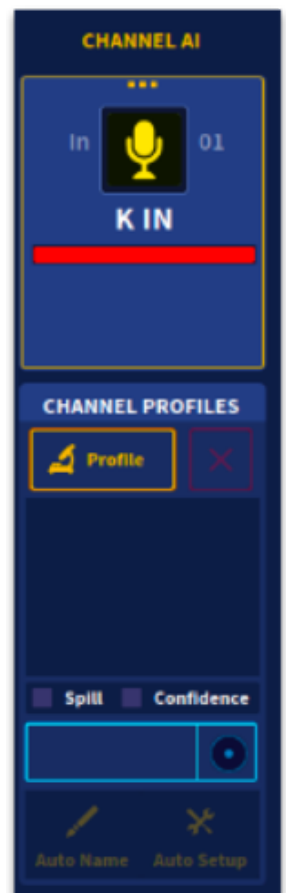 CHANNEL AI
In 01
K IN
CHANNEL PROFILES
Profile
Spill Confidence
Auto Name Auto Setup